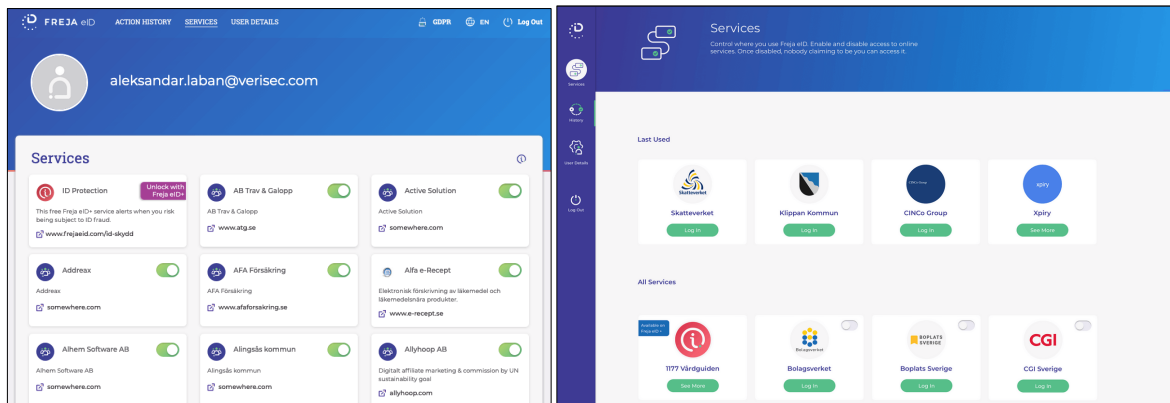 FREJA eID
ACTION HISTORY
SERVICES
USER DETAILS
GDPR
EN
Log Out
aleksandar.laban@verisec.com
Services
ID Protection
Unlock with
Freja eID+
This free Freja eID+ service alerts when you risk
being subject to ID fraud.
www.frejaeid.com/id-skydd
AB Trav & Galopp
AB Trav & Galopp
www.atg.se
Active Solution
Active Solution
somewhere.com
Addreax
Addreax
somewhere.com
AFA Försäkring
AFA Försäkring
www.afaforsakring.se
Alfa e-Recept
Elektronisk förskrivning av läkemedel och
läkemedelsnära produkter.
www.e-recept.se
Alhem Software AB
Alhem Software AB
somewhere.com
Alingsås kommun
Alingsås kommun
somewhere.com
Allyhoop AB
Digitalt affiliate marketing & commission by UN
sustainability goal
allyhoop.com
Services
History
User Details
Log Out
Services
Control where you use Freja eID. Enable and disable access to online
services. Once disabled, nobody claiming to be you can access it.
Last Used
Skatteverket
Skatteverket
Log In
Klippan Kommun
Log In
CINCo Group
CINCo Group
Log In
xpiry
Xpiry
See More
All Services
Available on
Freja eID +
1177 Vårdguiden
See More
Bolagsverket
Bolagsverket
Log In
BOPLATS
SVERIGE
Boplats Sverige
Log In
CGI
CGI Sverige
Log In